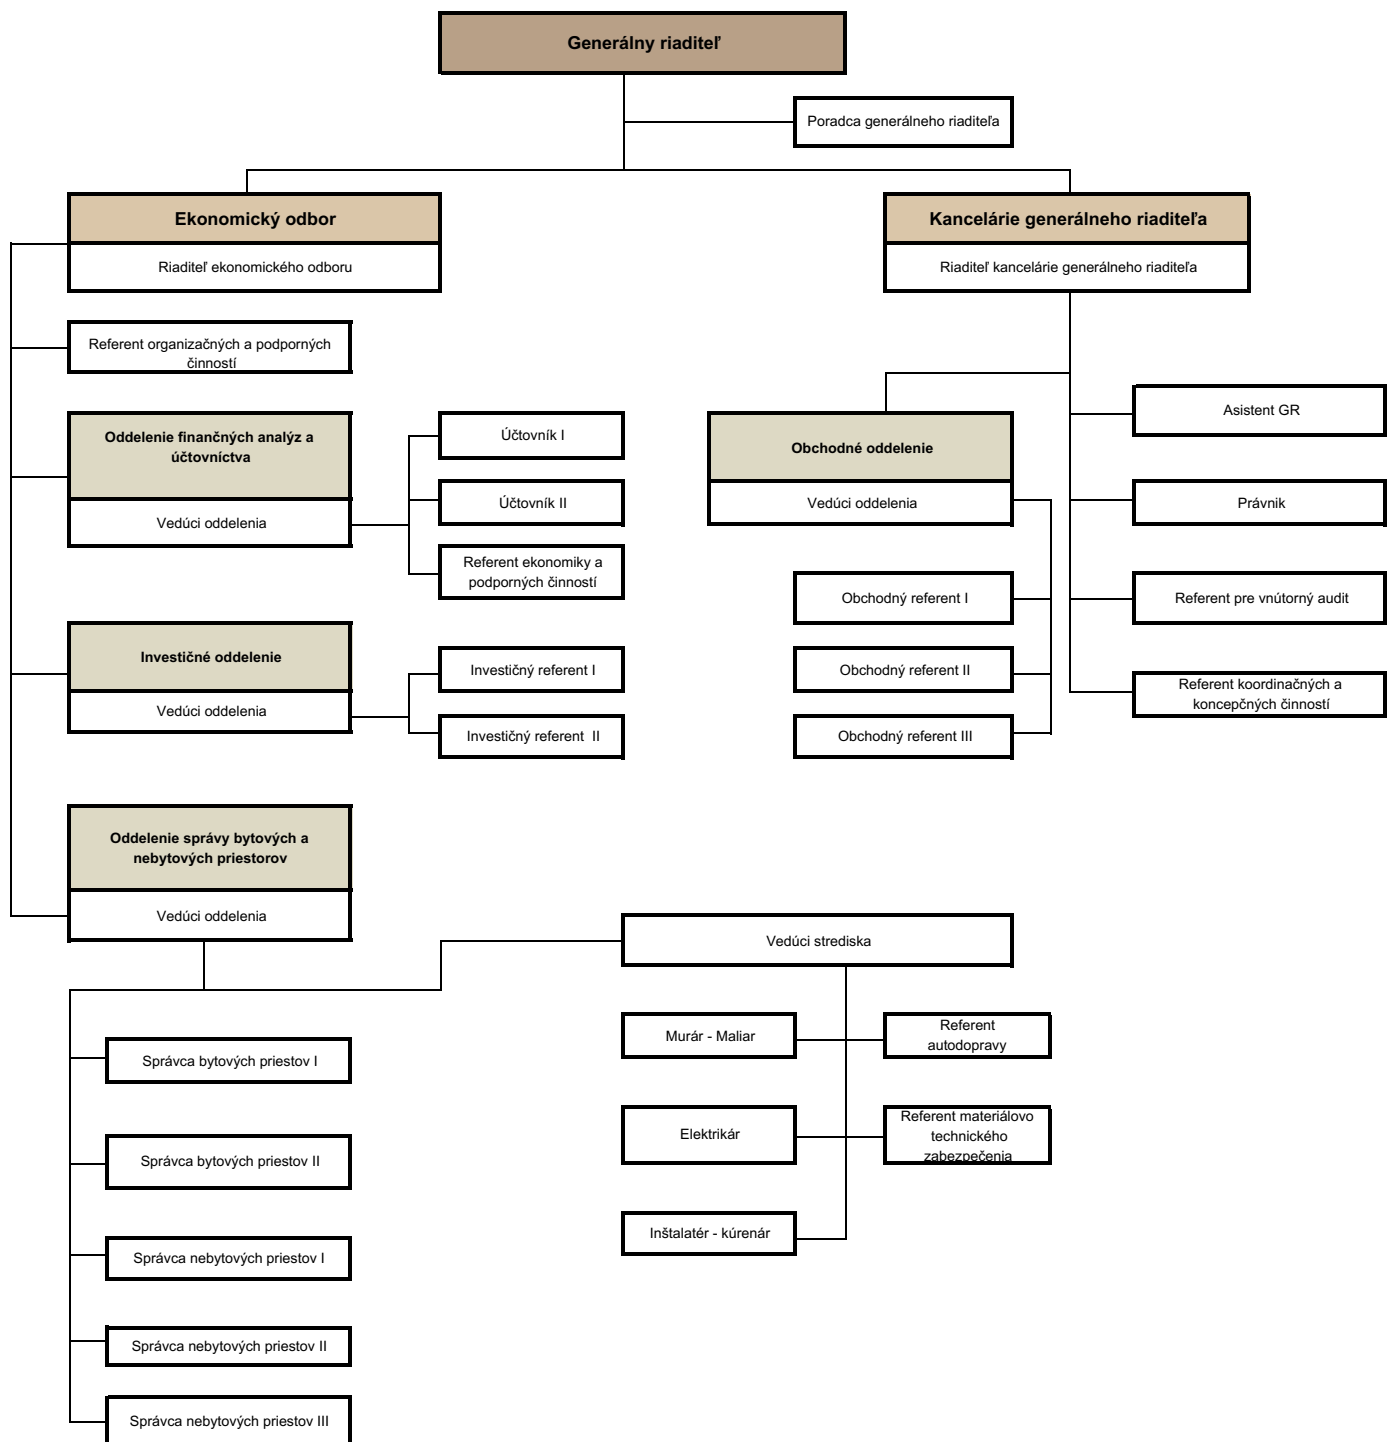 Generálny riaditeľ
Poradca generálneho riaditeľa
Ekonomický odbor
Riaditeľ ekonomického odboru
Kancelárie generálneho riaditeľa
Riaditeľ kancelárie generálneho riaditeľa
Referent organizačných a podporných
činností
Oddelenie finančných analýz a
účtovníctva
Vedúci oddelenia
Účtovník I
Účtovník II
Referent ekonomiky a
podporných činností
Investičné oddelenie
Vedúci oddelenia
Investičný referent I
Investičný referent  II
Obchodné oddelenie
Vedúci oddelenia
Obchodný referent I
Obchodný referent II
Obchodný referent III
Asistent GR
Právnik
Referent pre vnútorný audit
Referent koordinačných a
koncepčných činností
Oddelenie správy bytových a
nebytových priestorov
Vedúci oddelenia
Správca bytových priestov I
Správca bytových priestov II
Správca nebytových priestov I
Správca nebytových priestov II
Správca nebytových priestov III
Vedúci strediska
Murár - Maliar
Referent
autodopravy
Elektrikár
Referent materiálovo
technického
zabezpečenia
Inštalatér - kúrenár